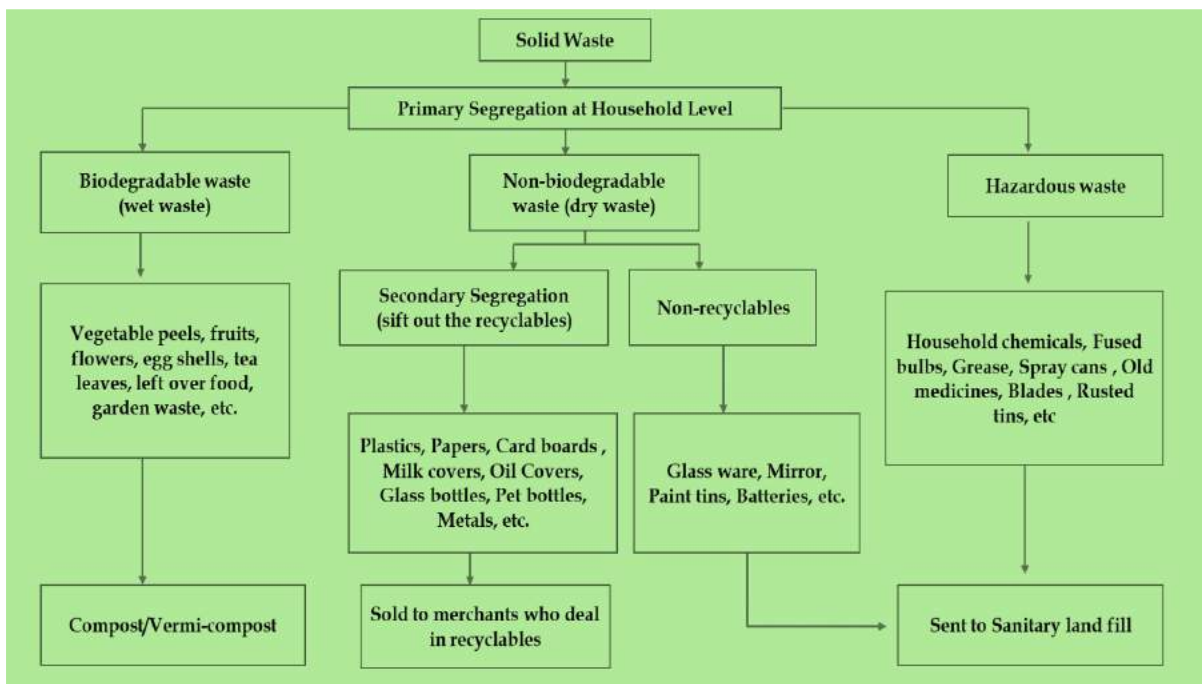 Solid Waste
Primary Segregation at Household Level
Biodegradable waste
(wet waste)
Non-biodegradable
waste (dry waste)
Hazardous waste
Secondary Segregation
(sift out the recyclables)
Non-recyclables
Vegetable peels, fruits,
flowers, egg shells, tea
leaves, left over food,
garden waste, etc.
Household chemicals, Fused
bulbs, Grease, Spray cans , Old
medicines, Blades , Rusted
tins, etc
Plastics, Papers, Card boards ,
Milk covers, Oil Covers,
Glass bottles, Pet bottles,
Metals, etc.
Glass ware, Mirror,
Paint tins, Batteries, etc.
Compost/Vermi-compost
Sold to merchants who deal
in recyclables
Sent to Sanitary land fill